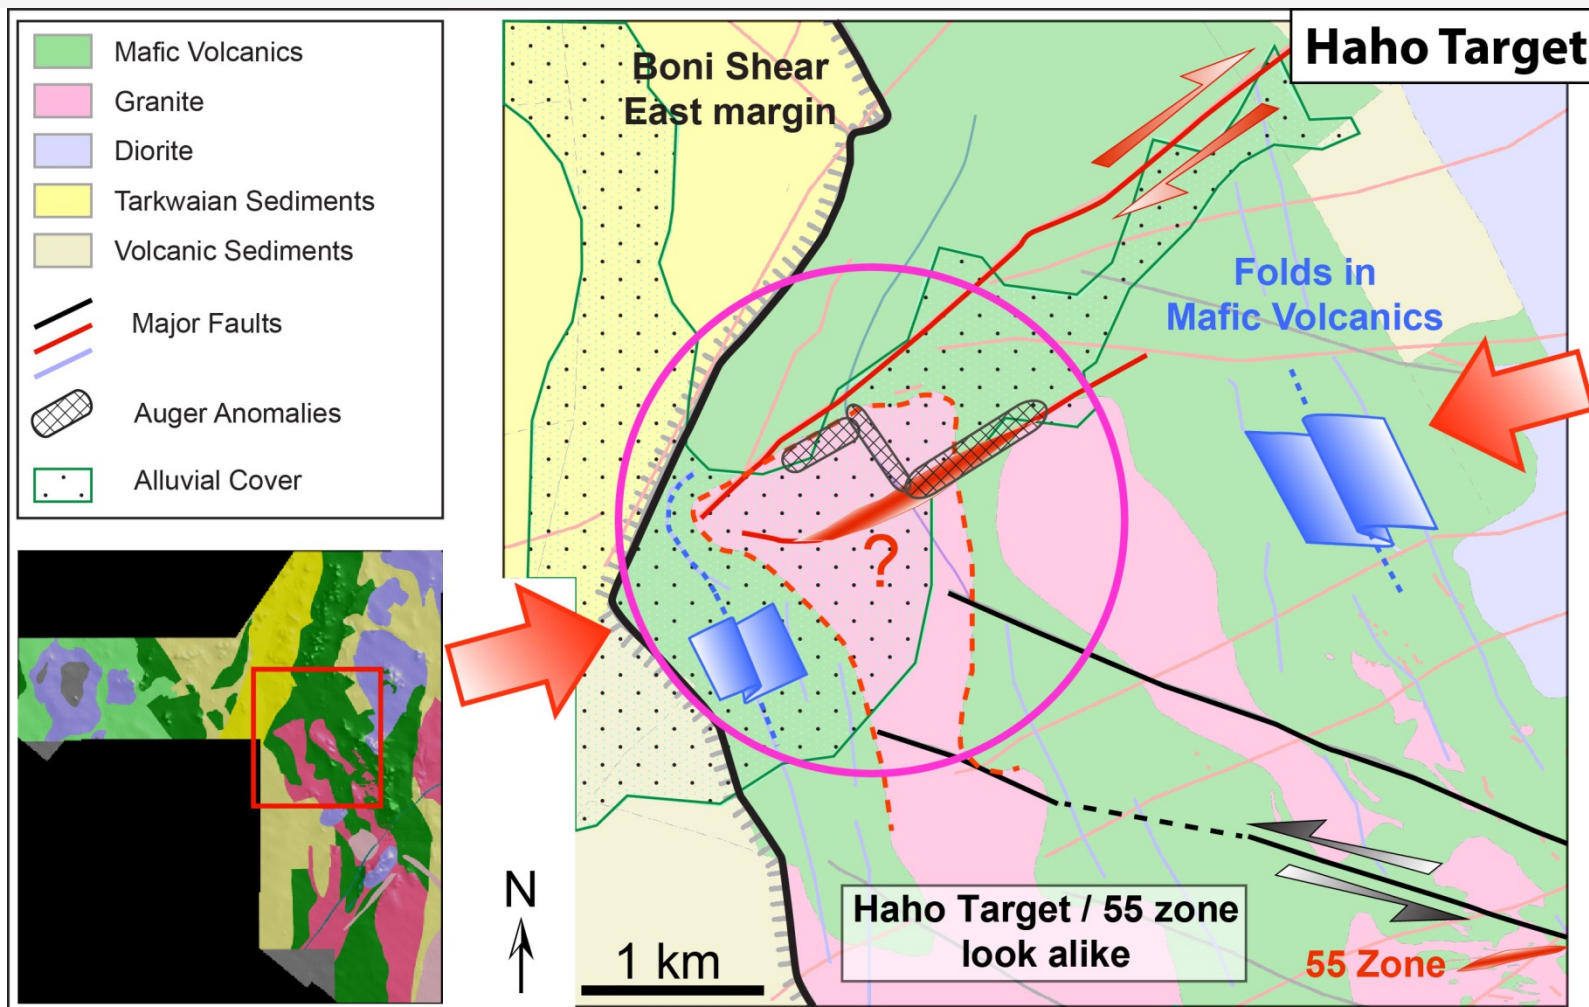 Mafic Volcanics
Granite
Diorite
Tarkwaian Sediments
Volcanic Sediments
Major Faults
Auger Anomalies
Alluvial Cover
Haho Target
Boni Shear
East margin
Folds in
Mafic Volcanics
?
N
1 km
Haho Target / 55 zone
look alike
55 Zone